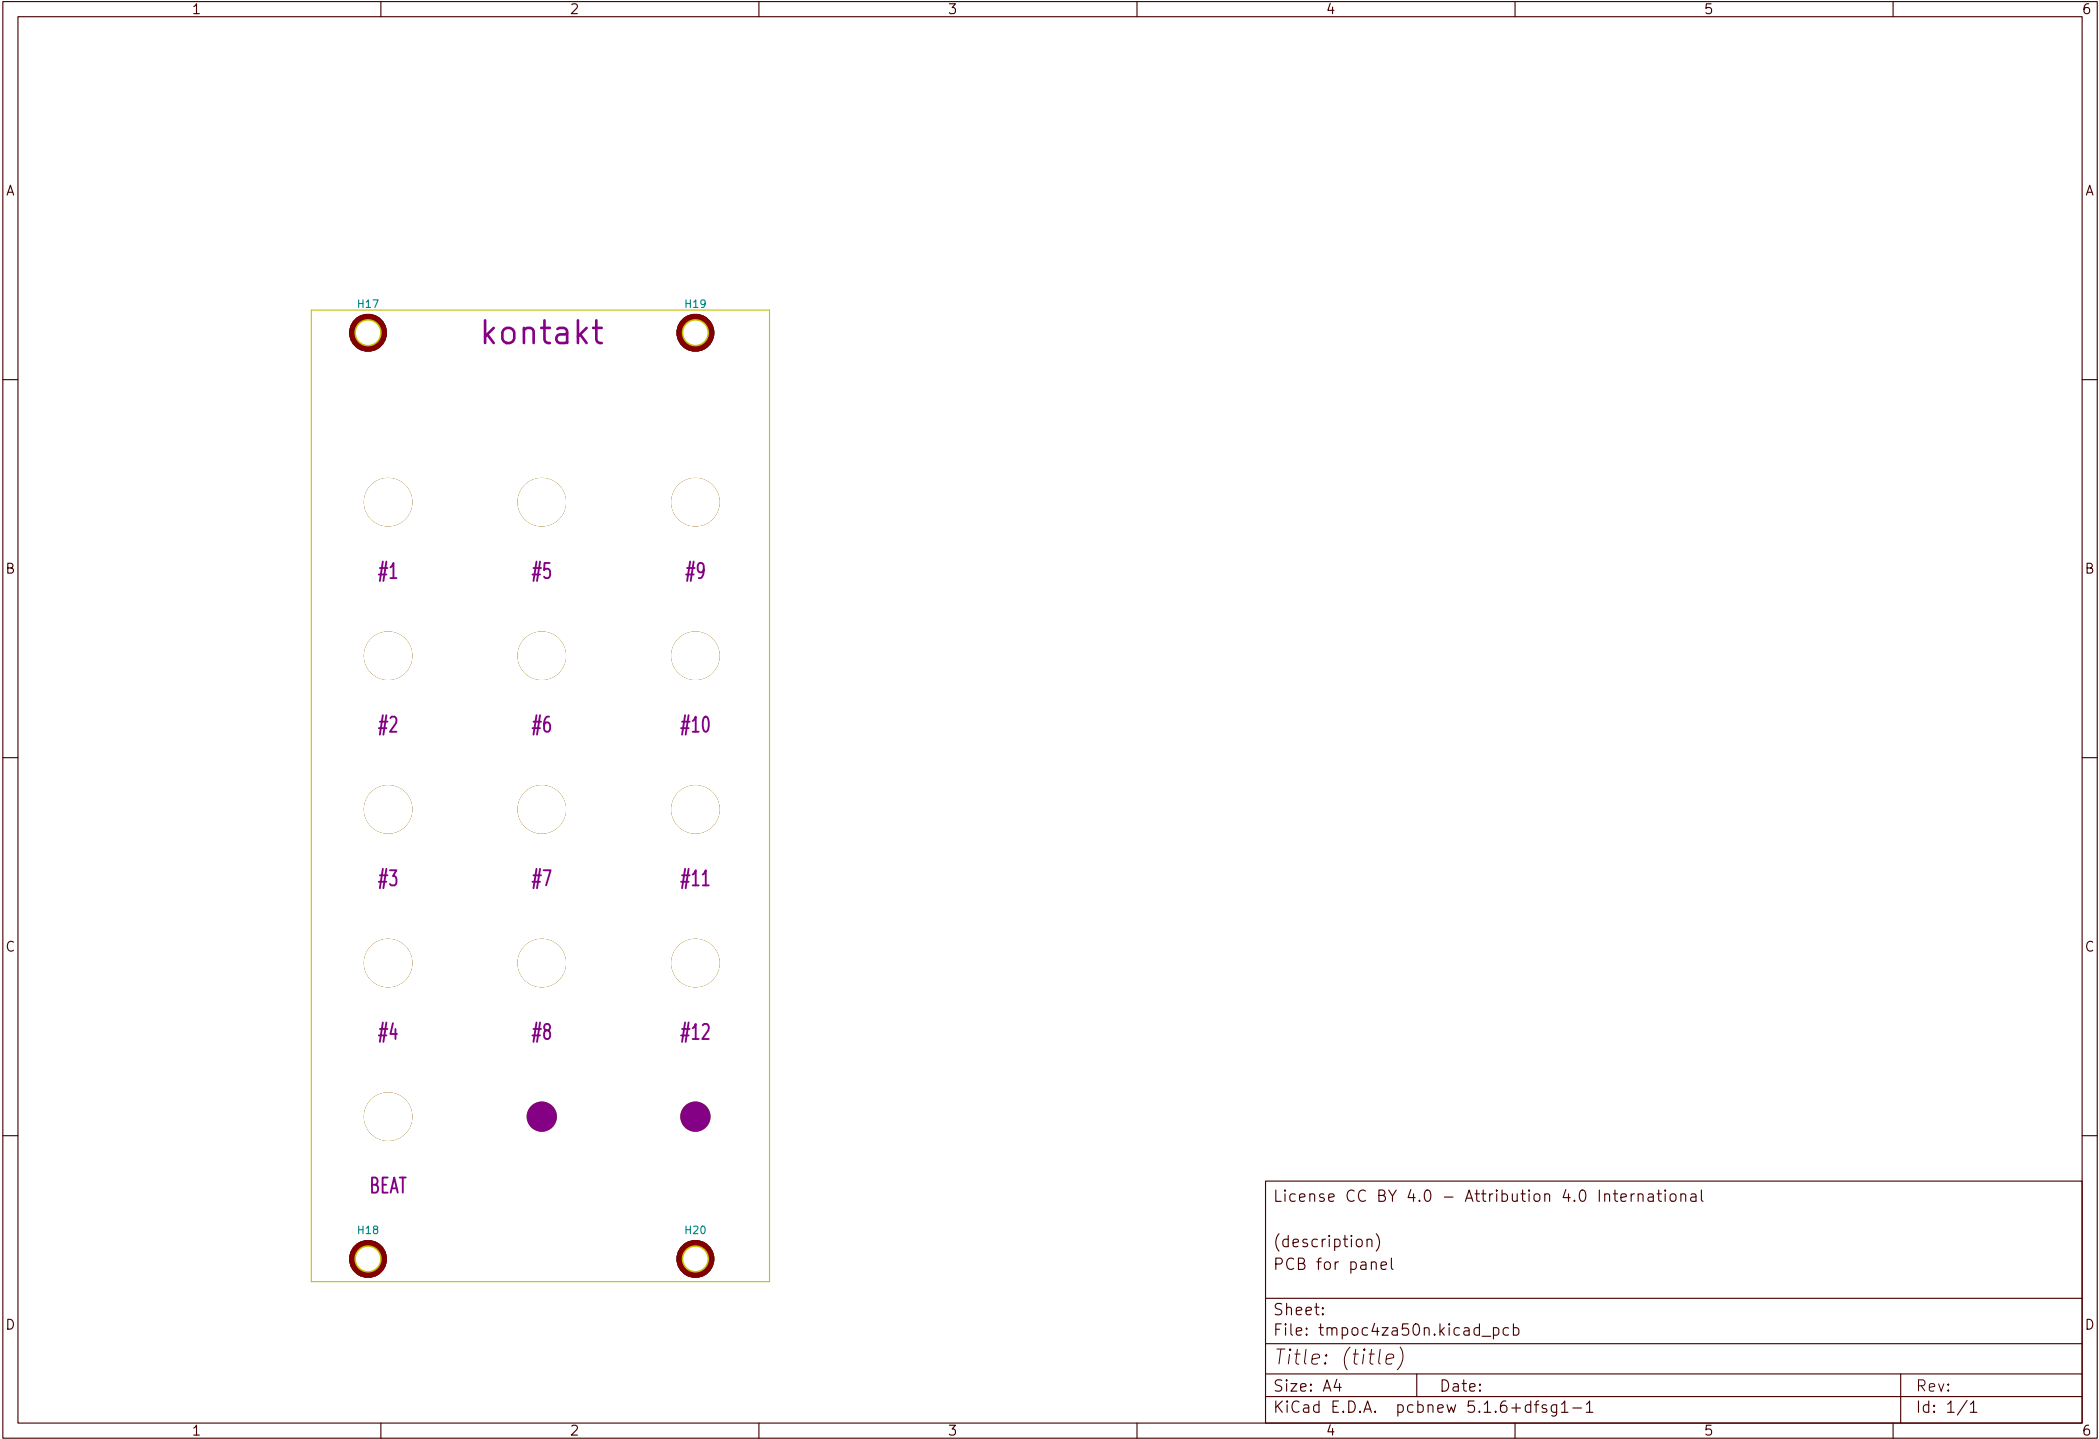 1 2 3 4 5 6
A A
H17 H19
kontakt
B B
#1 #5 #9
#2 #6 #10
#3 #7 #11
C C
#4 #8 #12
BEAT
H18 H20
License CC BY 4.0 - Attribution 4.0 International
(description)
PCB for panel
Sheet:
D D
File: tmpoc4za50n.kicad_pcb
Title: (title)
Size: A4 Date: Rev:
KiCad E.D.A. pcbnew 5.1.6+dfsg1-1 Id: 1/1
1 2 3 4 5 6